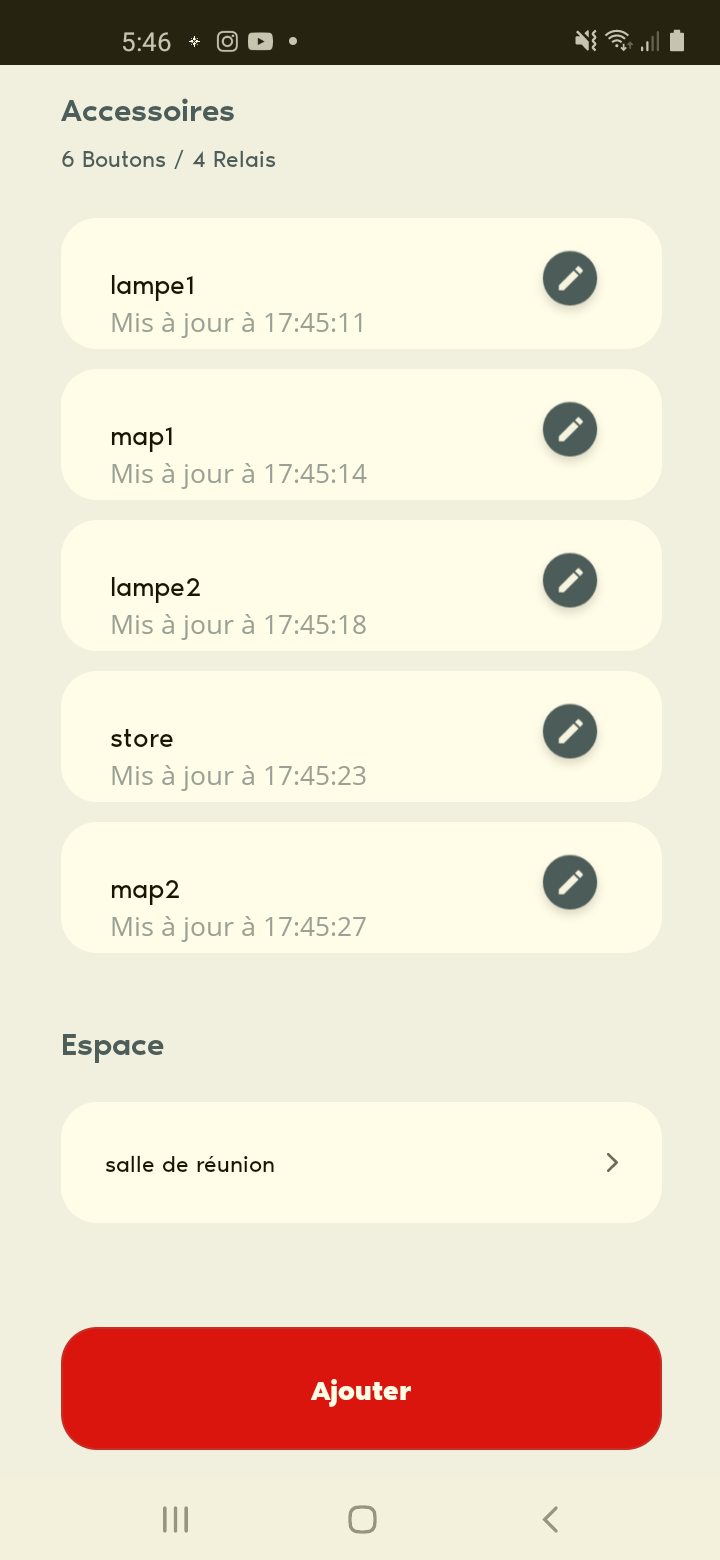 5:46
Accessoires
6 Boutons / 4 Relais
lampe1
Mis à jour à 17:45:11
map1
Mis à jour à 17:45:14
lampe2
Mis à jour à 17:45:18
store
Mis à jour à 17:45:23
map2
Mis à jour à 17:45:27
Espace
salle de réunion
Ajouter